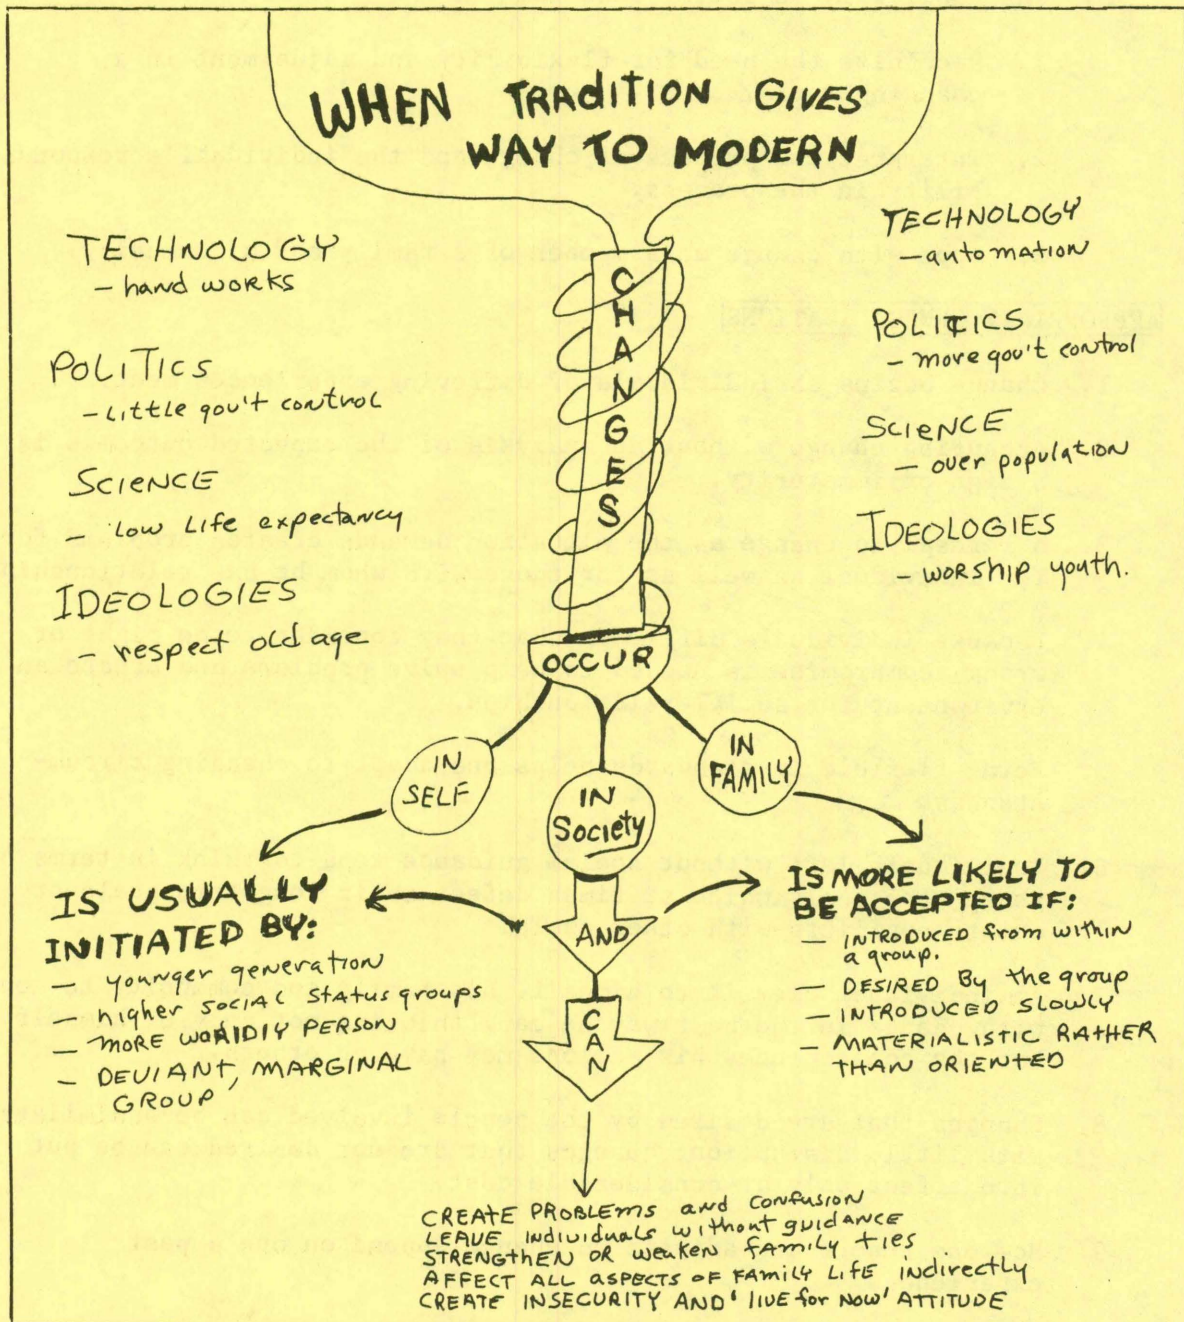 WHEN TRADITION GIVES
WAY TO MODERN
TECHNOLOGY
- hand works
POLITICS
- Little gov't control
SCIENCE
- Low Life expectancy
IDEOLOGIES
- respect old age
TECHNOLOGY
- automation
POLITICS
- more gov't control
SCIENCE
- over population
IDEOLOGIES
- WORSHIP YOUTH.
CHANGES
OCCUR
IN
SELF
IN
Society
IN
FAMILY
IS USUALLY
INITIATED BY:
- younger generation
- higher SOCIAL Status groups
- MORE WORLDLY PERSON
- DEVIANT, MARGINAL
GROUP
AND
CAN
IS MORE LIKELY TO
BE ACCEPTED IF:
- INTRODUCED from within
a group.
- DESIRED By the group
- INTRODUCED SLOWLY
- MATERIALISTIC RATHER
THAN ORIENTED
CREATE PROBLEMS and CONFUSION
LEAVE Individuals without guidance
STRENGTHEN OR Weaken FAMILY ties
AFFECT ALL ASPECTS OF FAMILY LIFE indirectly
CREATE INSECURITY AND 'LIVE for NOW' ATTITUDE